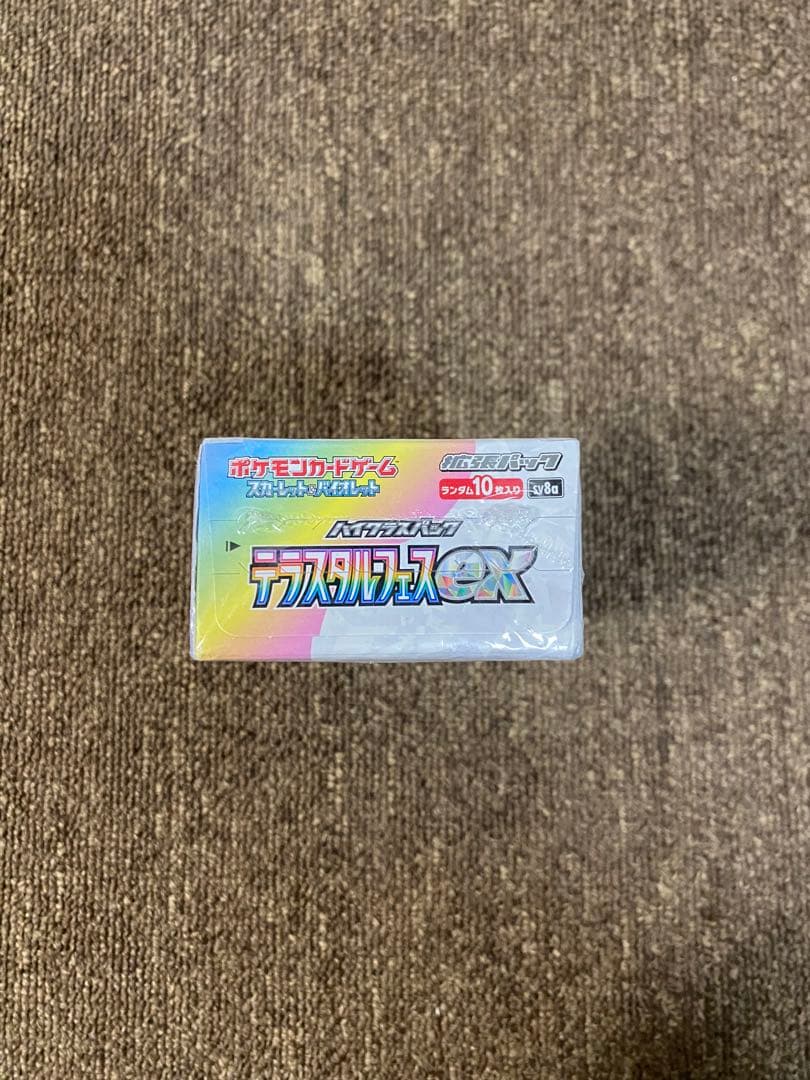 ポケモンカードゲーム
スカーレット&バイオレット
拡張パック
ランダム10枚入り sv8a
ハイクラスパック
テラスタルフェスex